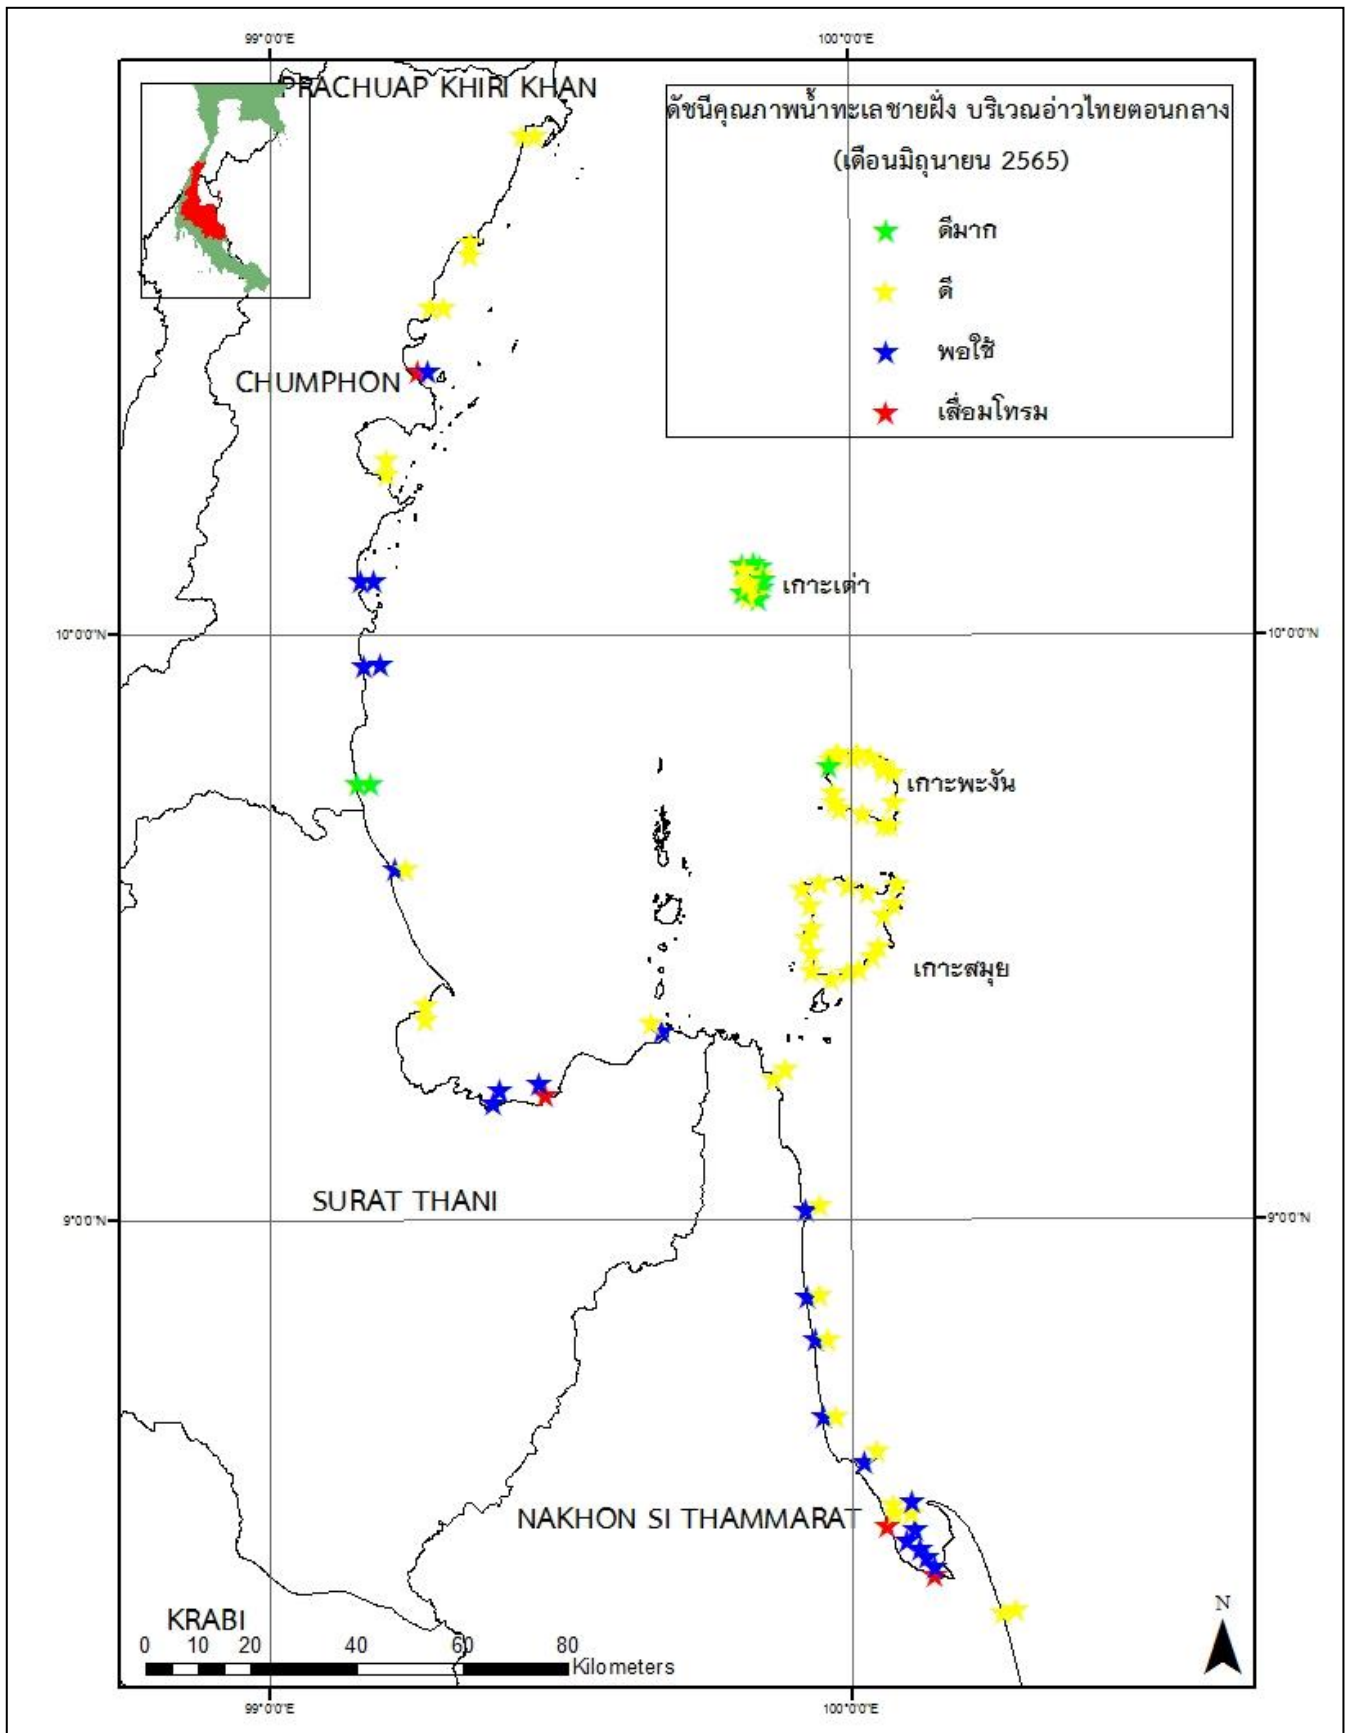 99°0'0"E
100°0'0"E
PRACHUAP KHIRI KHAN
ดัชนีคุณภาพน้ำทะเลชายฝั่ง บริเวณอ่าวไทยตอนกลาง
(เดือนมิถุนายน 2565)
ดีมาก
ดี
พอใช้
เสื่อมโทรม
CHUMPHON
เกาะเต่า
10°0'0"N
10°0'0"N
เกาะพะงัน
เกาะสมุย
SURAT THANI
9°0'0"N
9°0'0"N
NAKHON SI THAMMARAT
KRABI
N
0 10 20 40 60 80
Kilometers
99°0'0"E
100°0'0"E